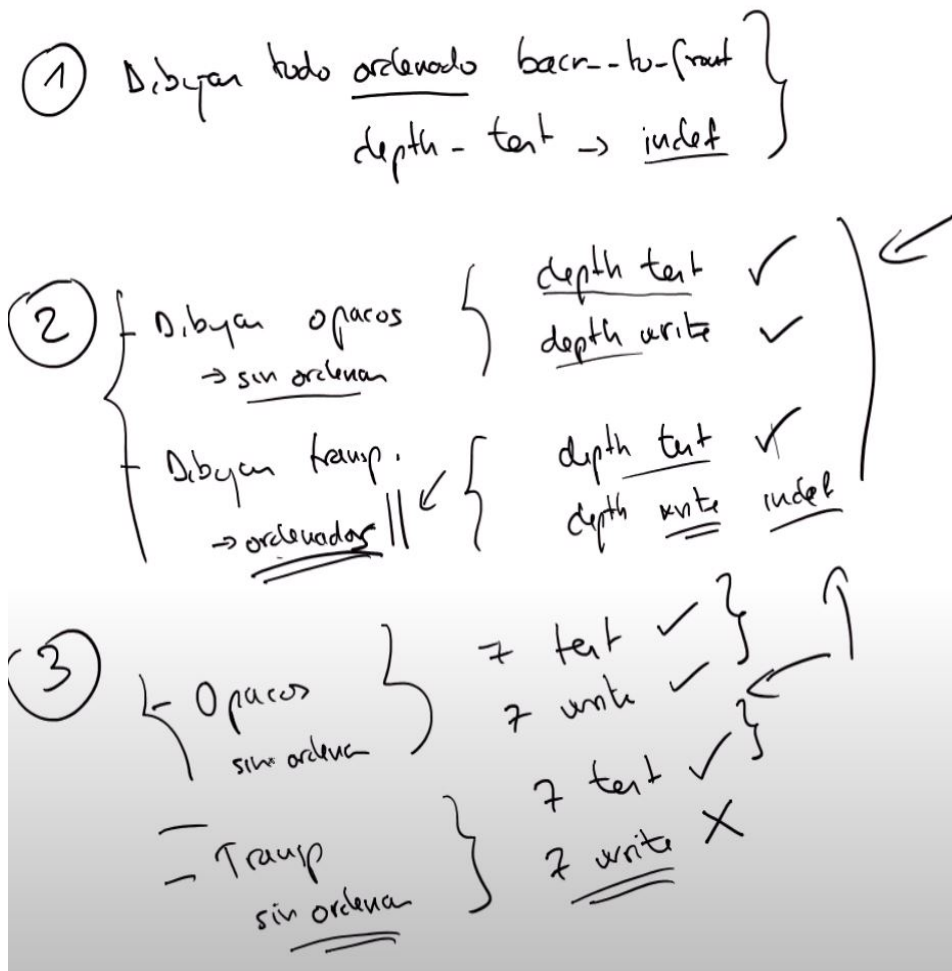 1 Dibujar todo ordenado back-to-front
depth-test → indef
2 - Dibujar opacos
→ sin ordenar
depth test ✓
depth write ✓
- Dibujar transp.
→ ordenados
depth test ✓
depth write indef
3 - Opacos
sin ordenar
z test ✓
z write ✓
- Transp
sin ordenar
z test ✓
z write X